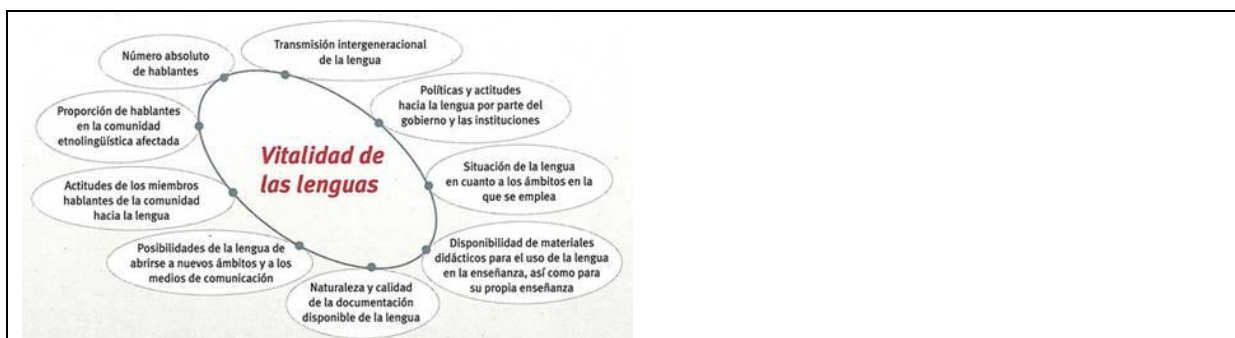 Número absoluto
de hablantes
Transmisión intergeneracional
de la lengua
Políticas y actitudes
hacia la lengua por parte del
gobierno y las instituciones
Proporción de hablantes
en la comunidad
etnolingüística afectada
Vitalidad de
las lenguas
Situación de la lengua
en cuanto a los ámbitos en la
que se emplea
Actitudes de los miembros
hablantes de la comunidad
hacia la lengua
Posibilidades de la lengua de
abrirse a nuevos ámbitos y a los
medios de comunicación
Disponibilidad de materiales
didácticos para el uso de la lengua
en la enseñanza, así como para
su propia enseñanza
Naturaleza y calidad
de la documentación
disponible de la lengua